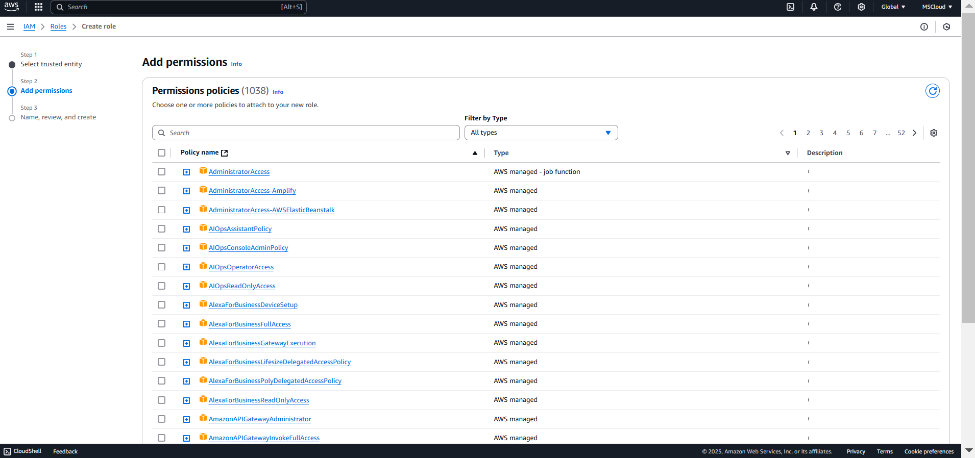 aws
Search [Alt+S] Global MSCloud
IAM Roles Create role
Step 1
Select trusted entity
Step 2
Add permissions
Step 3
Name, review, and create
Add permissions Info
Permissions policies (1038) Info
Choose one or more policies to attach to your new role.
Filter by Type
Search All types 1 2 3 4 5 6 7 ... 52
Policy name Type Description
AdministratorAccess AWS managed - job function
AdministratorAccess-Amplify AWS managed
AdministratorAccess-AWSElasticBeanstalk AWS managed
AIOpsAssistantPolicy AWS managed
AIOpsConsoleAdminPolicy AWS managed
AIOpsOperatorAccess AWS managed
AIOpsReadOnlyAccess AWS managed
AlexaForBusinessDeviceSetup AWS managed
AlexaForBusinessFullAccess AWS managed
AlexaForBusinessGatewayExecution AWS managed
AlexaForBusinessLifesizeDelegatedAccessPolicy AWS managed
AlexaForBusinessPolyDelegatedAccessPolicy AWS managed
AlexaForBusinessReadOnlyAccess AWS managed
AmazonAPIGatewayAdministrator AWS managed
AmazonAPIGatewayInvokeFullAccess AWS managed
CloudShell Feedback © 2025, Amazon Web Services, Inc. or its affiliates. Privacy Terms Cookie preferences